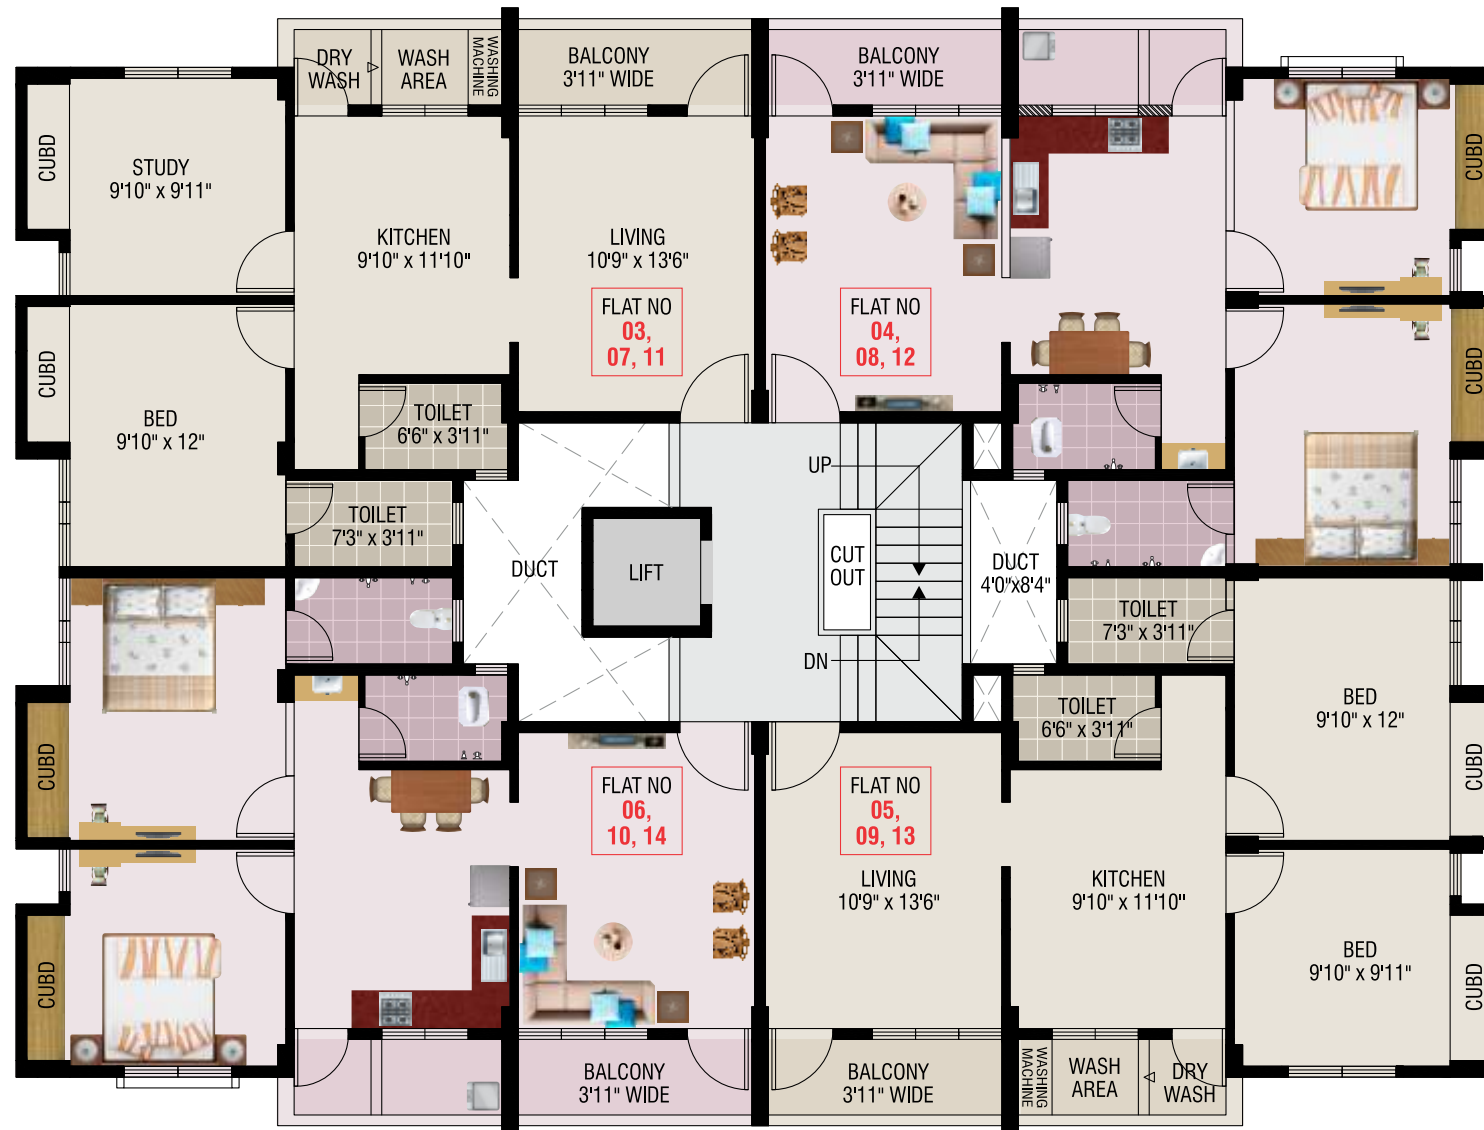 DRY
WASH
WASH
AREA
WASHING
MACHINE
BALCONY
3'11" WIDE
BALCONY
3'11" WIDE
CUBD
STUDY
9'10" x 9'11"
CUBD
KITCHEN
9'10" x 11'10"
LIVING
10'9" x 13'6"
FLAT NO
03,
07, 11
FLAT NO
04,
08, 12
CUBD
CUBD
BED
9'10" x 12"
TOILET
6'6" x 3'11"
UP
TOILET
7'3" x 3'11"
DUCT
LIFT
CUT
OUT
DUCT
4'0"x8'4"
TOILET
7'3" x 3'11"
DN
TOILET
6'6" x 3'11"
BED
9'10" x 12"
CUBD
CUBD
FLAT NO
06,
10, 14
FLAT NO
05,
09, 13
LIVING
10'9" x 13'6"
KITCHEN
9'10" x 11'10"
BED
9'10" x 9'11"
CUBD
CUBD
BALCONY
3'11" WIDE
BALCONY
3'11" WIDE
WASHING
MACHINE
WASH
AREA
DRY
WASH